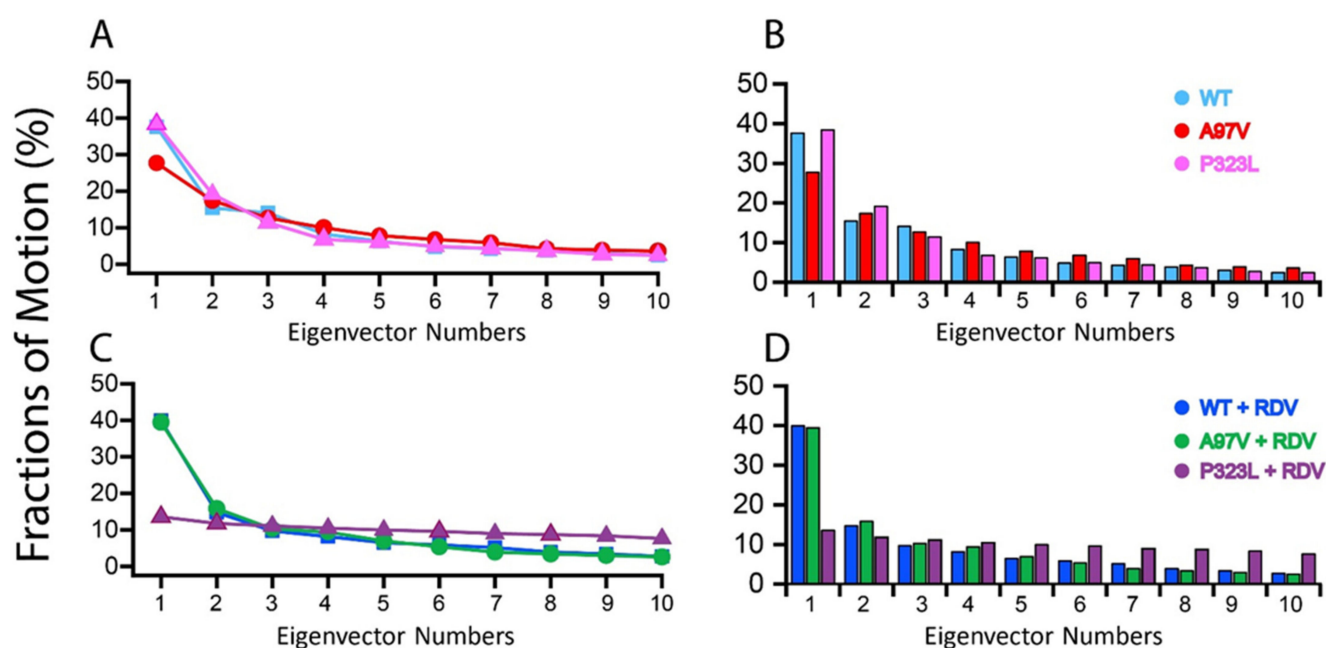 Fractions of Motion (%)
A
50
40
30
20
10
0
1 2 3 4 5 6 7 8 9 10
Eigenvector Numbers
B
50
40
30
20
10
0
WT
A97V
P323L
1 2 3 4 5 6 7 8 9 10
Eigenvector Numbers
C
50
40
30
20
10
0
1 2 3 4 5 6 7 8 9 10
Eigenvector Numbers
D
50
40
30
20
10
0
WT + RDV
A97V + RDV
P323L + RDV
1 2 3 4 5 6 7 8 9 10
Eigenvector Numbers